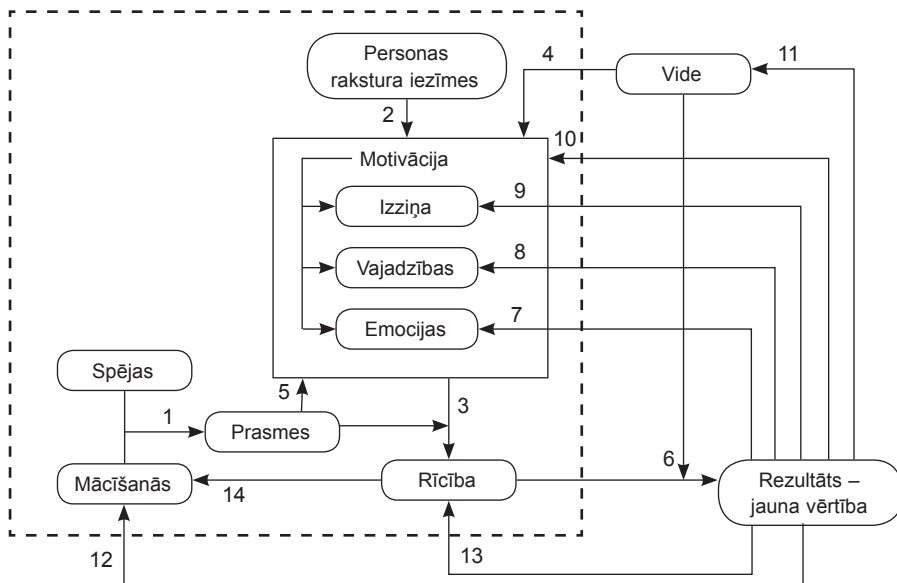 Personas
rakstura iezīmes
4
Vide
11
2
10
Motivācija
9
Izziņa
8
Vajadzības
7
Emocijas
Spējas
5
3
1
Prasmes
6
Mācīšanās
14
Rīcība
Rezultāts –
jauna vērtība
12
13